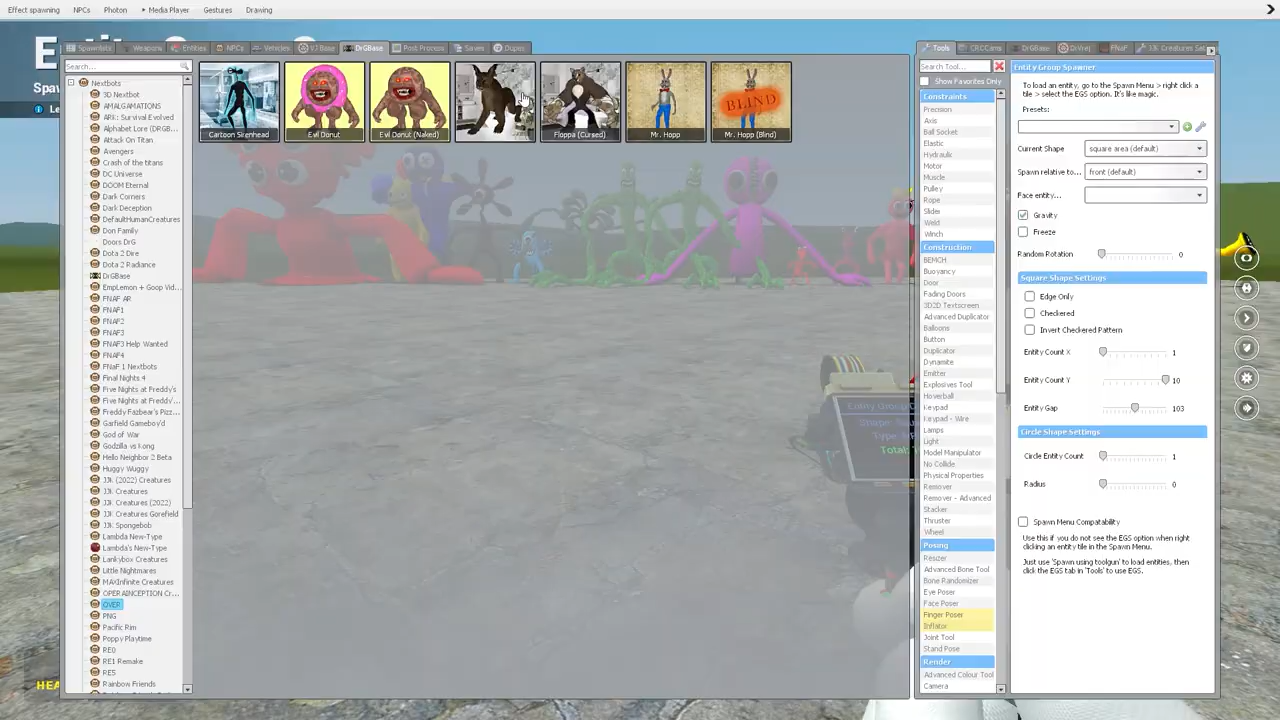 Effect spawning NPCs Photon Media Player Gestures Drawing
Spawnlists Weapons Entities NPCs Vehicles VJ Base DrGBase Post Process Saves Dupes
Search...
Nextbots
3D Nextbot
AMALGAMATIONS
ARK: Survival Evolved
Alphabet Lore (DRG...
Attack On Titan
Avengers
Crash of the titans
DC Universe
DOOM Eternal
Dark Corners
Dark Deception
DefaultHumanCreatures
Don Family
Doors DrG
Dota 2 Dire
Dota 2 Radiance
DrGBase
EmpLemon + Goop Vid...
FNAF AR
FNAF1
FNAF2
FNAF3
FNAF3 Help Wanted
FNAF4
FNaF 1 Nextbots
Final Nights 4
Five Nights at Freddy's
Five Nights at Freddy'...
Freddy Fazbear's Pizz...
Garfield Gameboy'd
God of War
Godzilla vs Kong
Hello Neighbor 2 Beta
Huggy Wuggy
JJK (2022) Creatures
JJK Creatures
JJK Creatures (2022)
JJK Creatures Gorefield
JJK Spongebob
Lambda New-Type
Lambda's New-Type
Lankybox Creatures
Little Nightmares
MAXInfinite Creatures
OPERAINCEPTION Cr...
OVER
PNG
Pacific Rim
Poppy Playtime
RE0
RE1 Remake
RE5
Rainbow Friends
Cartoon Sirenhead
Evil Donut
Evil Donut (Naked)
Floppa (Cursed)
Mr. Hopp
BLIND
Mr. Hopp (Blind)
Tools CRCCams DrGBase DrVrej FNaF JJK Creatures Set
Search Tool...
Show Favorites Only
Constraints
Precision
Axis
Ball Socket
Elastic
Hydraulic
Motor
Muscle
Pulley
Rope
Slider
Weld
Winch
Construction
BEMCH
Buoyancy
Door
Fading Doors
3D2D Textscreen
Advanced Duplicator
Balloons
Button
Duplicator
Dynamite
Emitter
Explosives Tool
Hoverball
Keypad
Keypad - Wire
Lamps
Light
Model Manipulator
No Collide
Physical Properties
Remover
Remover - Advanced
Stacker
Thruster
Wheel
Posing
Resizer
Advanced Bone Tool
Bone Randomizer
Eye Poser
Face Poser
Finger Poser
Inflator
Joint Tool
Stand Pose
Render
Advanced Colour Tool
Camera
Entity Group Spawner
To load an entity, go to the Spawn Menu > right click a
tile > select the EGS option. It's like magic.
Presets:
Current Shape square area (default)
Spawn relative to... front (default)
Face entity...
Gravity
Freeze
Random Rotation 0
Square Shape Settings
Edge Only
Checkered
Invert Checkered Pattern
Entity Count X 1
Entity Count Y 10
Entity Gap 103
Circle Shape Settings
Circle Entity Count 1
Radius 0
Spawn Menu Compatability
Use this if you do not see the EGS option when right
clicking an entity tile in the Spawn Menu.
Just use 'Spawn using toolgun' to load entities, then
click the EGS tab in 'Tools' to use EGS.